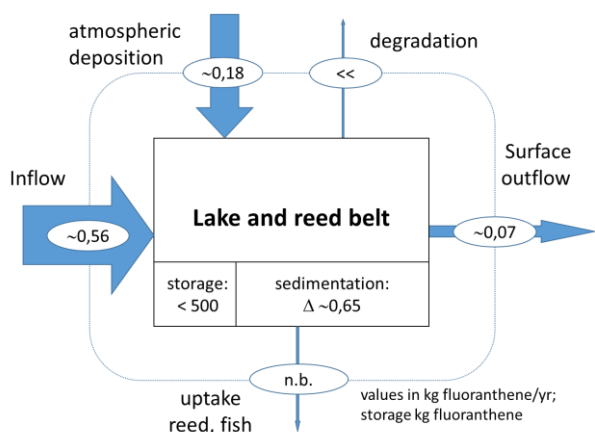 atmospheric
deposition
degradation
~0,18
<<
Inflow
Surface
outflow
Lake and reed belt
~0,56
~0,07
storage:
< 500
sedimentation:
Δ ~0,65
n.b.
uptake
reed, fish
values in kg fluoranthene/yr;
storage kg fluoranthene